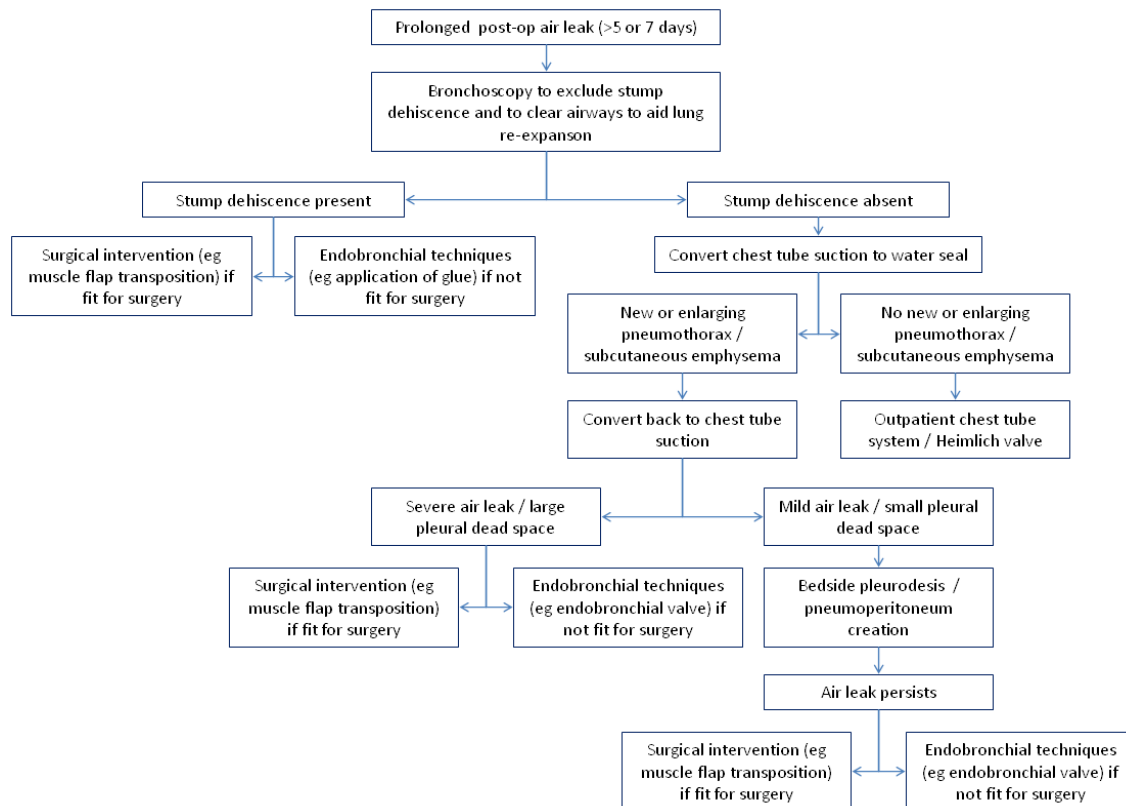 Prolonged post-op air leak (>5 or 7 days)
Bronchoscopy to exclude stump
dehiscence and to clear airways to aid lung
re-expanson
Stump dehiscence present
Stump dehiscence absent
Surgical intervention (eg
muscle flap transposition) if
fit for surgery
Endobronchial techniques
(eg application of glue) if not
fit for surgery
Convert chest tube suction to water seal
New or enlarging
pneumothorax /
subcutaneous emphysema
No new or enlarging
pneumothorax /
subcutaneous emphysema
Convert back to chest tube
suction
Outpatient chest tube
system / Heimlich valve
Severe air leak / large
pleural dead space
Mild air leak / small pleural
dead space
Surgical intervention (eg
muscle flap transposition)
if fit for surgery
Endobronchial techniques
(eg endobronchial valve) if
not fit for surgery
Bedside pleurodesis /
pneumoperitoneum
creation
Air leak persists
Surgical intervention (eg
muscle flap transposition)
if fit for surgery
Endobronchial techniques
(eg endobronchial valve) if
not fit for surgery